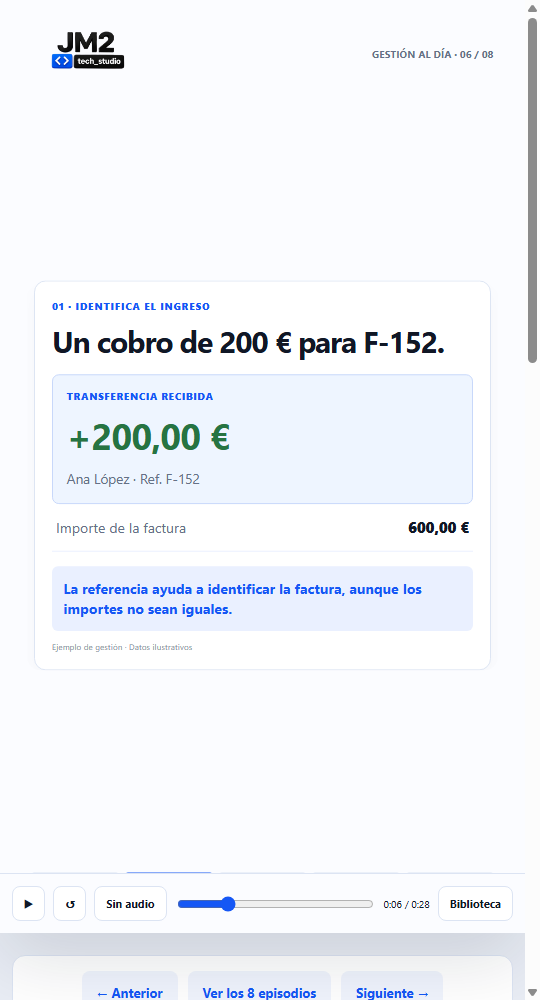 JM2
<> tech_studio
GESTIÓN AL DÍA · 06 / 08
01 · IDENTIFICA EL INGRESO
Un cobro de 200 € para F-152.
TRANSFERENCIA RECIBIDA
+200,00 €
Ana López · Ref. F-152
Importe de la factura 600,00 €
La referencia ayuda a identificar la factura, aunque los
importes no sean iguales.
Ejemplo de gestión · Datos ilustrativos
Sin audio 0:06 / 0:28 Biblioteca
← Anterior Ver los 8 episodios Siguiente →